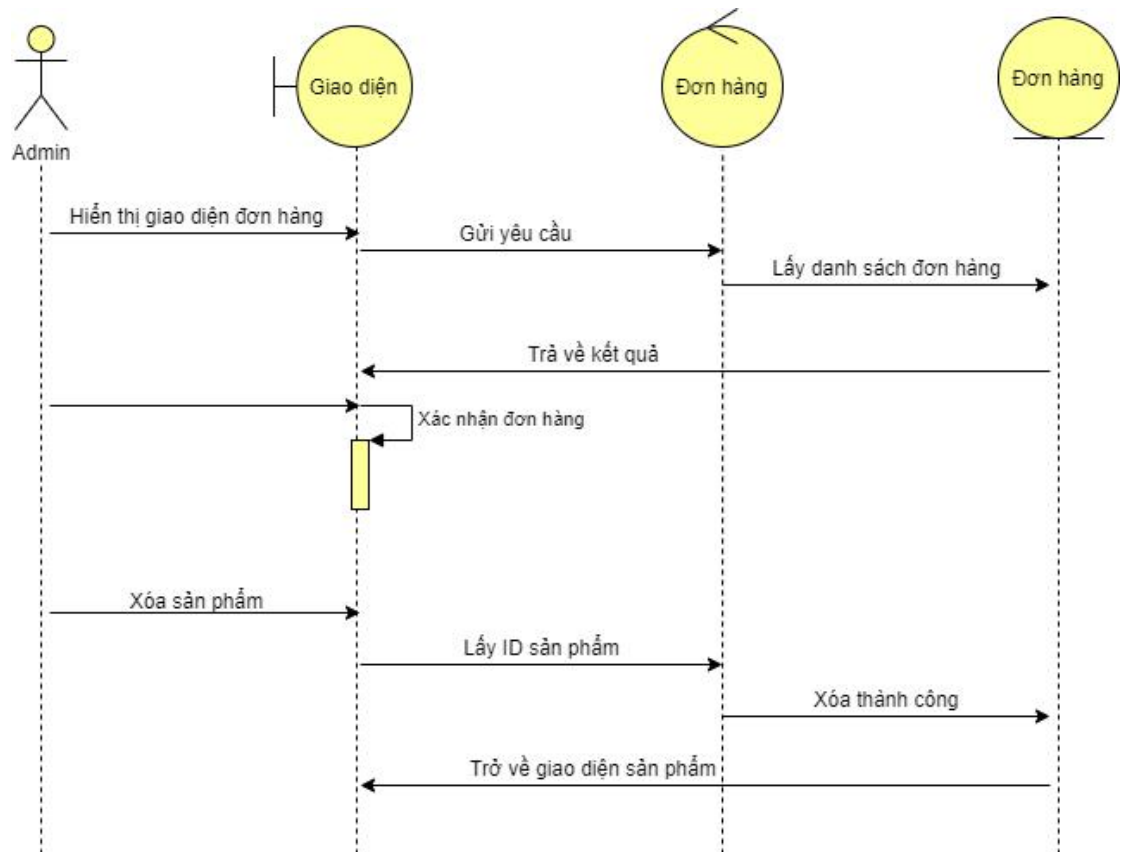 Giao diện
Đơn hàng
Đơn hàng
Admin
Hiển thị giao diện đơn hàng
Gửi yêu cầu
Lấy danh sách đơn hàng
Trả về kết quả
Xác nhận đơn hàng
Xóa sản phẩm
Lấy ID sản phẩm
Xóa thành công
Trở về giao diện sản phẩm